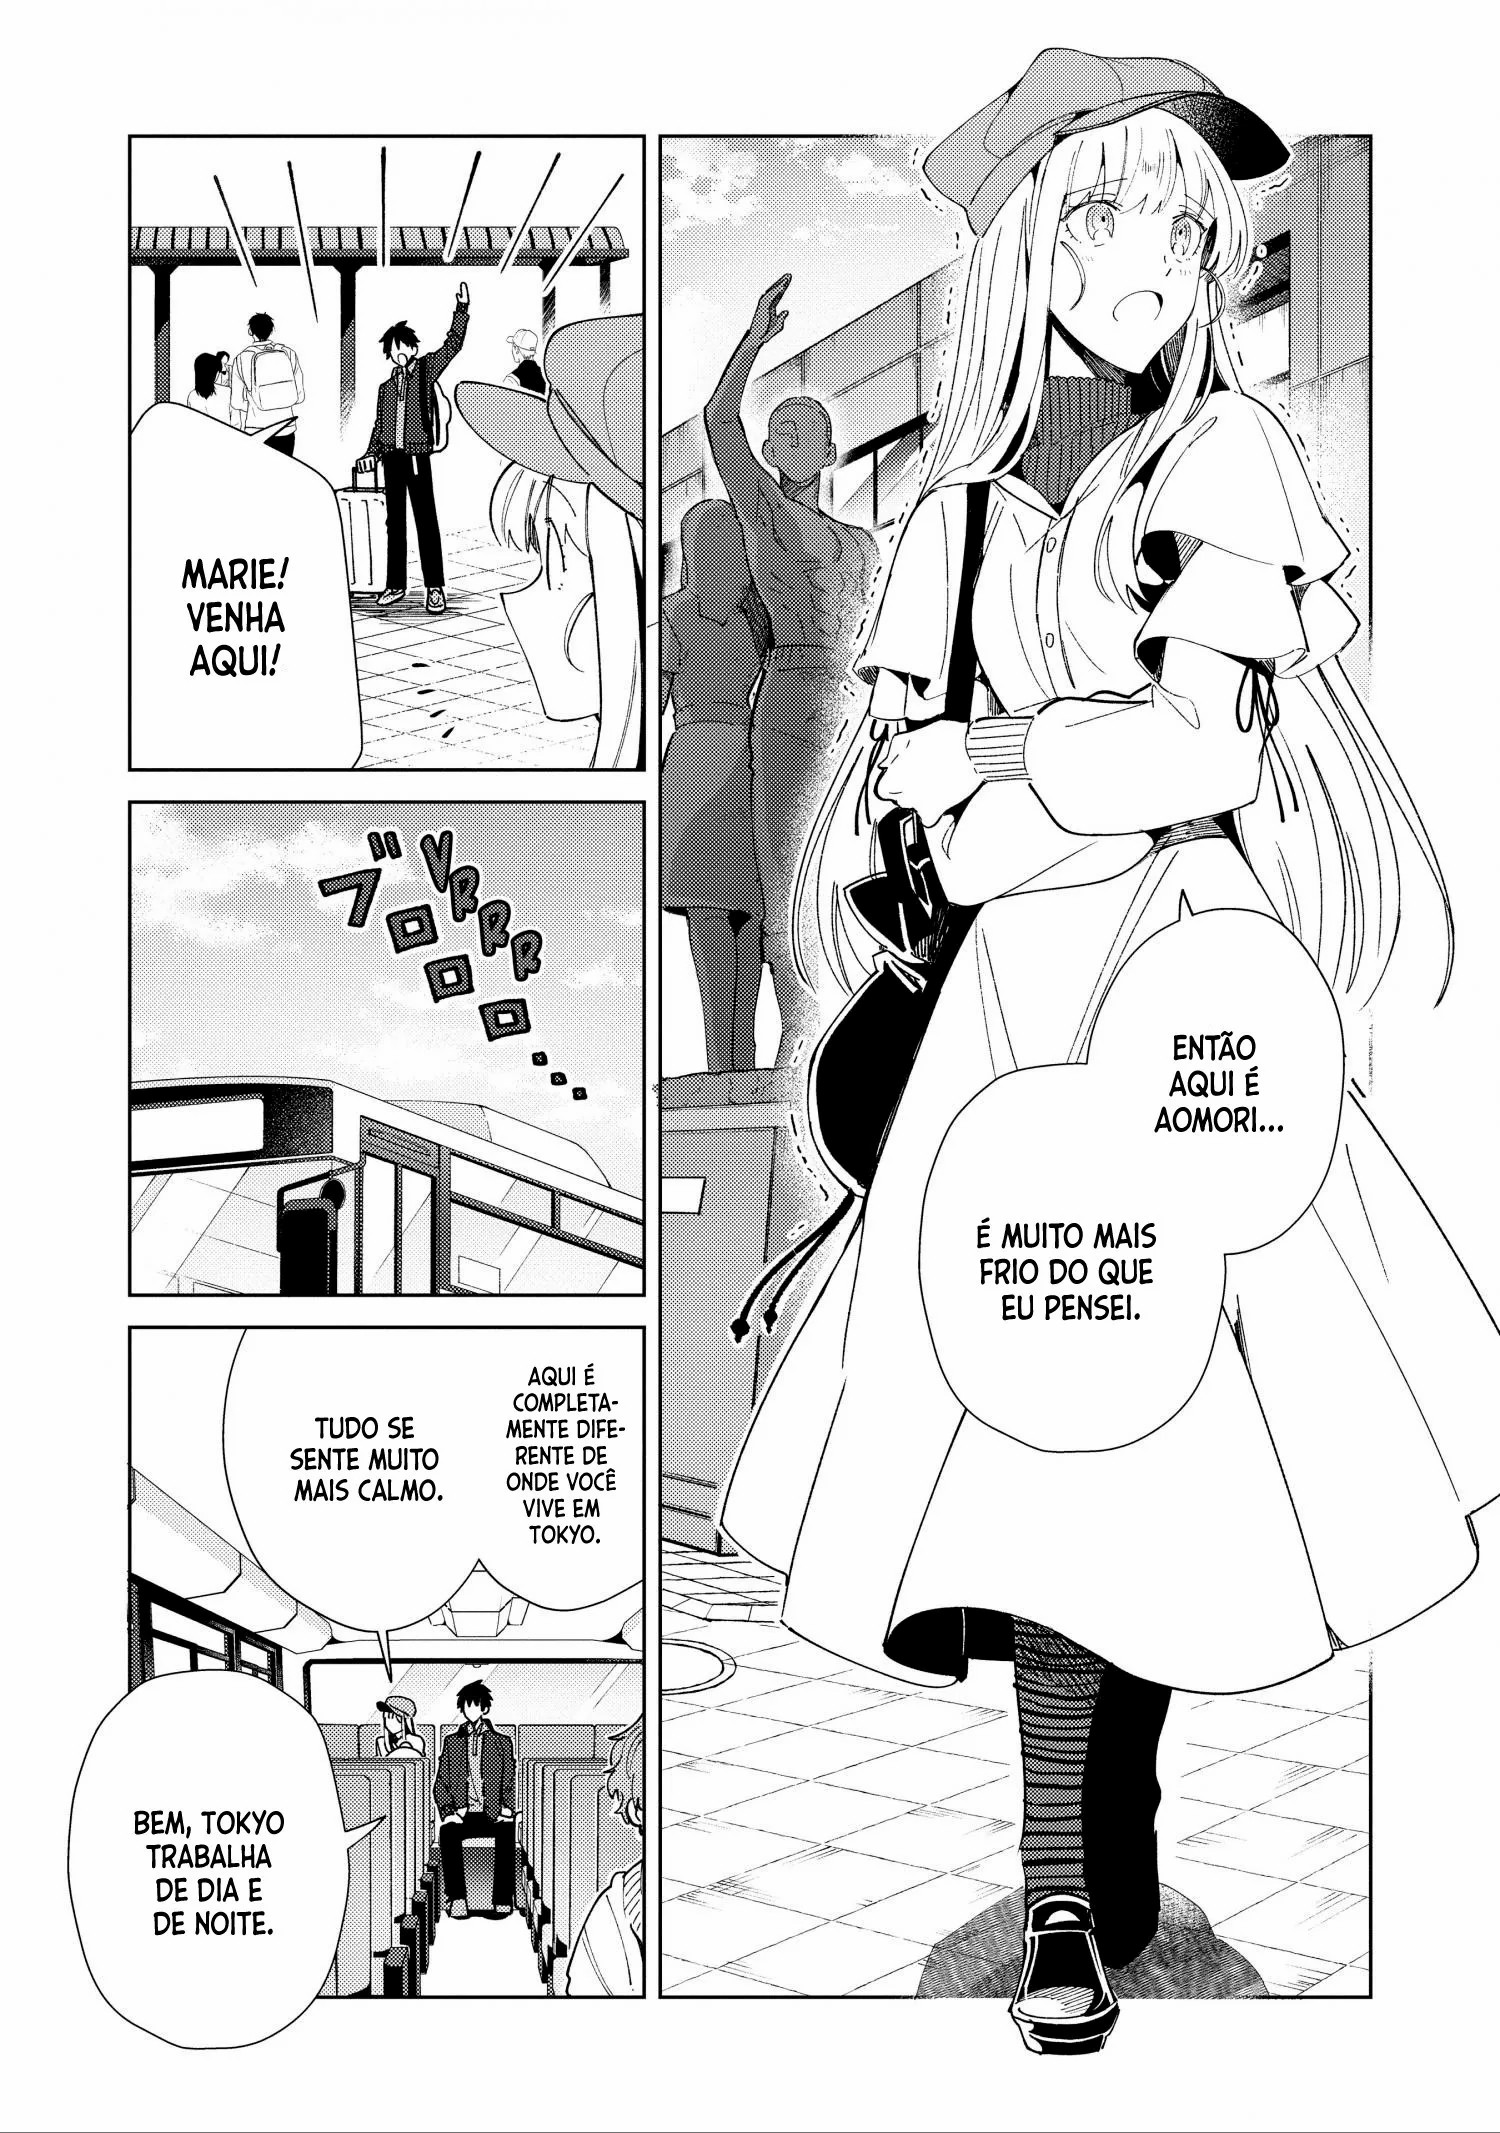 ENTÃO
AQUI É
AOMORI...
É MUITO MAIS
FRIO DO QUE
EU PENSEI.
MARIE!
VENHA
AQUI!
VRRRR
ブロロロ...
AQUI É
COMPLETA-
MENTE DIFE-
RENTE DE
ONDE VOCÊ
VIVE EM
TOKYO.
TUDO SE
SENTE MUITO
MAIS CALMO.
BEM, TOKYO
TRABALHA
DE DIA E
DE NOITE.